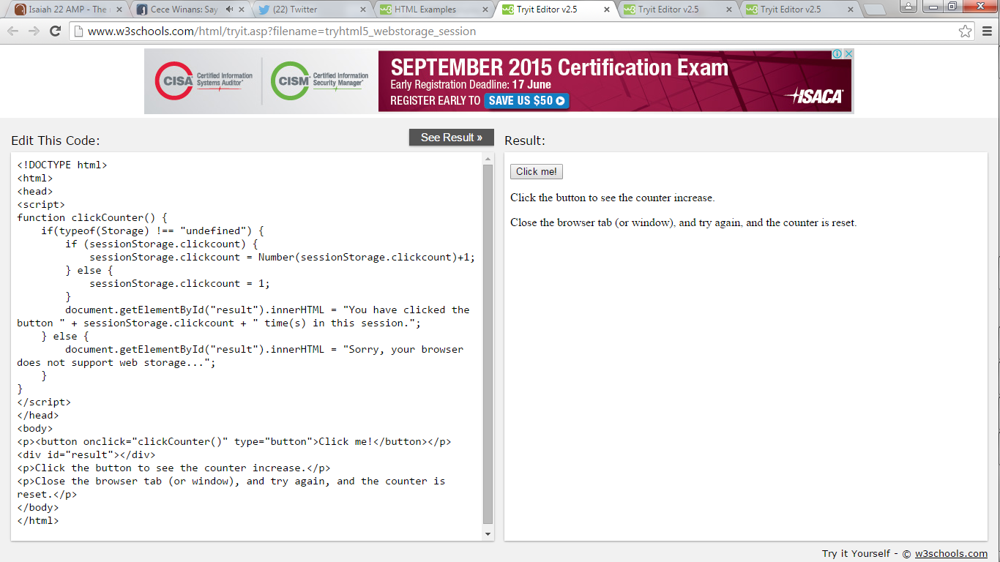 Isaiah 22 AMP - The
Cece Winans: Say
(22) Twitter
HTML Examples
Tryit Editor v2.5
Tryit Editor v2.5
Tryit Editor v2.5
www.w3schools.com/html/tryit.asp?filename=tryhtml5_webstorage_session
CISA Certified Information Systems Auditor
CISM Certified Information Security Manager
SEPTEMBER 2015 Certification Exam
Early Registration Deadline: 17 June
REGISTER EARLY TO SAVE US $50
ISACA
Edit This Code:
See Result »
Result:
<!DOCTYPE html>
<html>
<head>
<script>
function clickCounter() {
    if(typeof(Storage) !== "undefined") {
        if (sessionStorage.clickcount) {
            sessionStorage.clickcount = Number(sessionStorage.clickcount)+1;
        } else {
            sessionStorage.clickcount = 1;
        }
        document.getElementById("result").innerHTML = "You have clicked the
button " + sessionStorage.clickcount + " time(s) in this session.";
    } else {
        document.getElementById("result").innerHTML = "Sorry, your browser
does not support web storage...";
    }
}
</script>
</head>
<body>
<p><button onclick="clickCounter()" type="button">Click me!</button></p>
<div id="result"></div>
<p>Click the button to see the counter increase.</p>
<p>Close the browser tab (or window), and try again, and the counter is
reset.</p>
</body>
</html>
Click me!
Click the button to see the counter increase.
Close the browser tab (or window), and try again, and the counter is reset.
Try it Yourself - © w3schools.com